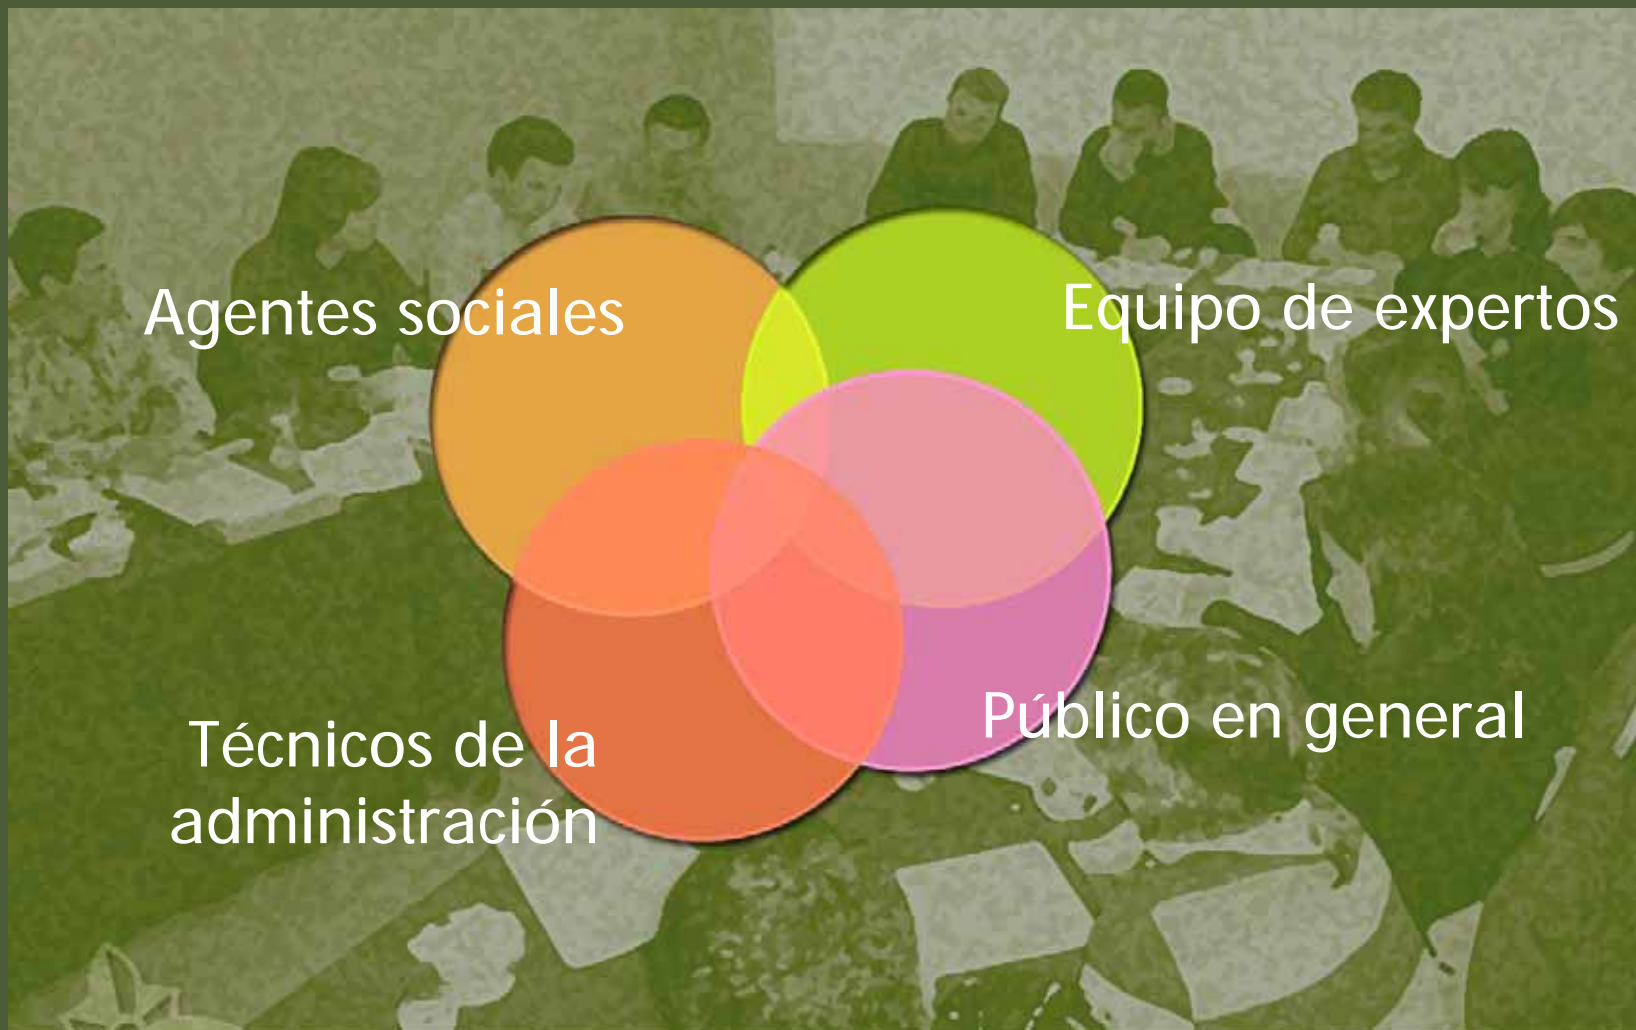 Agentes sociales
Equipo de expertos
Público en general
Técnicos de la
administración